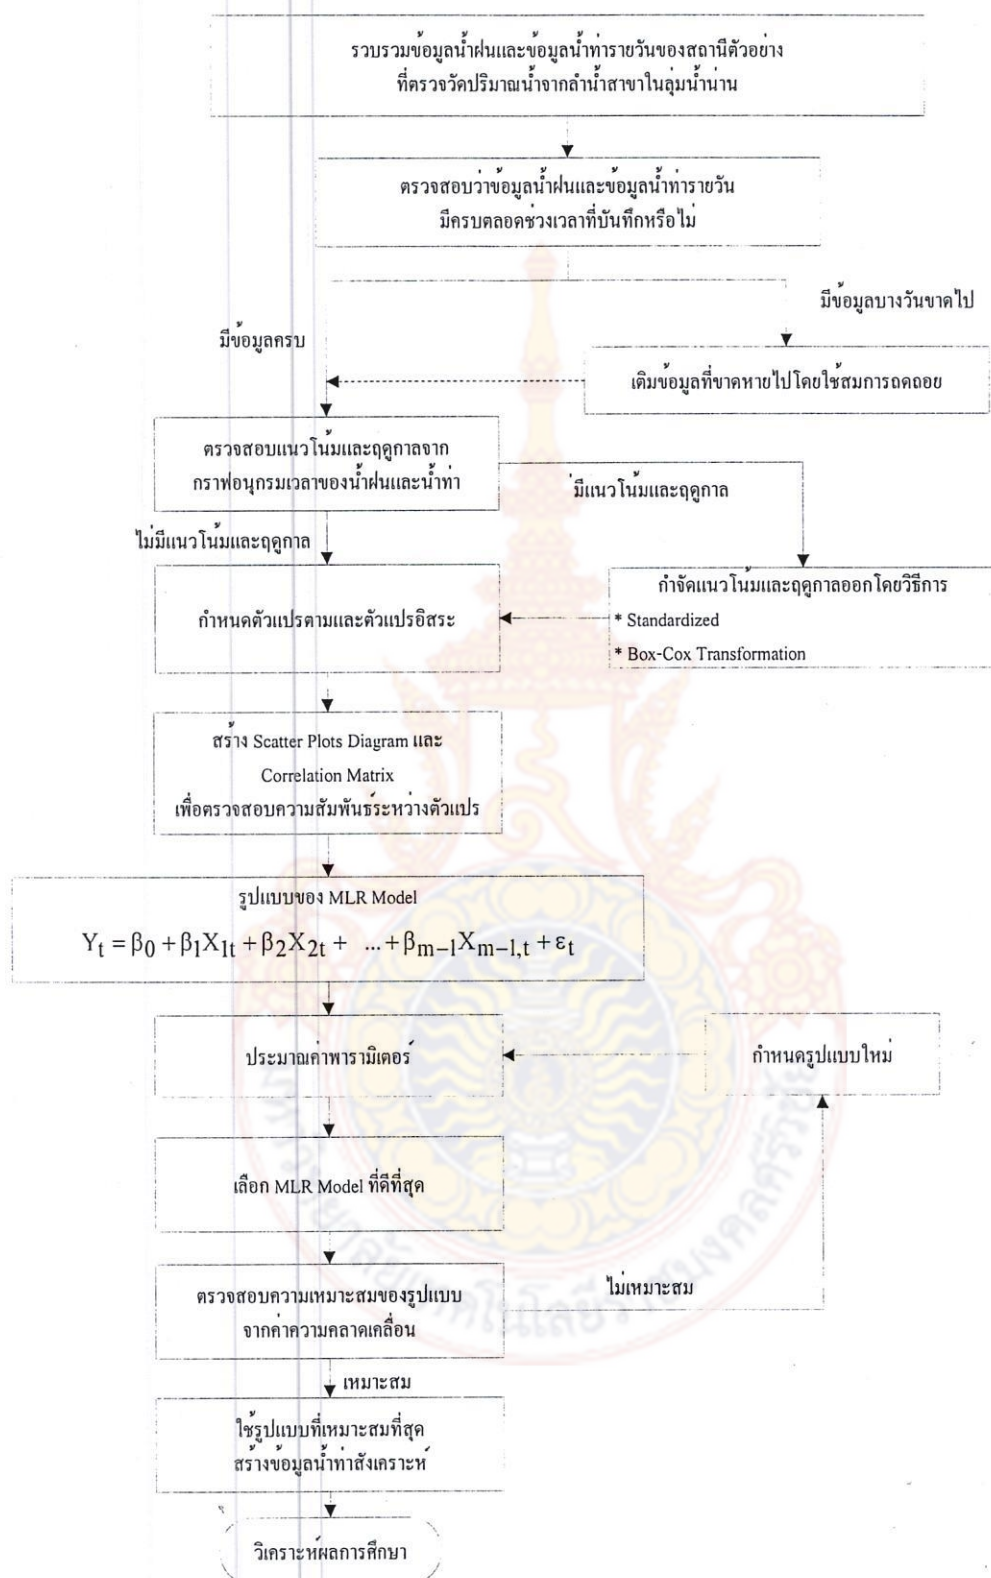 รวบรวมข้อมูลน้ำฝนและข้อมูลน้ำท่ารายวันของสถานีตัวอย่าง
ที่ตรวจวัดปริมาณน้ำจากลำน้ำสาขาในลุ่มน้ำน่าน
ตรวจสอบว่าข้อมูลน้ำฝนและข้อมูลน้ำท่ารายวัน
มีครบตลอดช่วงเวลาที่บันทึกหรือไม่
มีข้อมูลบางวันขาดไป
มีข้อมูลครบ
เติมข้อมูลที่ขาดหายไปโดยใช้สมการถดถอย
ตรวจสอบแนวโน้มและฤดูกาลจาก
กราฟอนุกรมเวลาของน้ำฝนและน้ำท่า
มีแนวโน้มและฤดูกาล
ไม่มีแนวโน้มและฤดูกาล
กำจัดแนวโน้มและฤดูกาลออกโดยวิธีการ
* Standardized
* Box-Cox Transformation
กำหนดตัวแปรตามและตัวแปรอิสระ
สร้าง Scatter Plots Diagram และ
Correlation Matrix
เพื่อตรวจสอบความสัมพันธ์ระหว่างตัวแปร
รูปแบบของ MLR Model
Y_t = β_0 + β_1X_{1t} + β_2X_{2t} + ... + β_{m-1}X_{m-1,t} + ε_t
ประมาณค่าพารามิเตอร์
กำหนดรูปแบบใหม่
เลือก MLR Model ที่ดีที่สุด
ตรวจสอบความเหมาะสมของรูปแบบ
จากค่าความคลาดเคลื่อน
ไม่เหมาะสม
เหมาะสม
ใช้รูปแบบที่เหมาะสมที่สุด
สร้างข้อมูลน้ำท่าสังเคราะห์
วิเคราะห์ผลการศึกษา